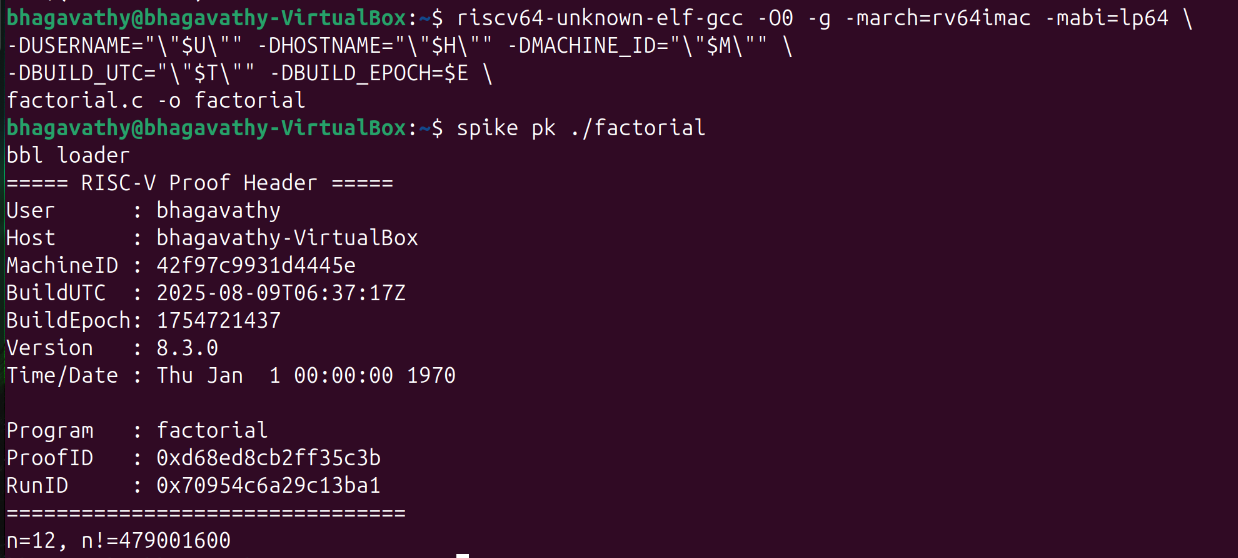 bhagavathy@bhagavathy-VirtualBox:~$ riscv64-unknown-elf-gcc -O0 -g -march=rv64imac -mabi=lp64 \
-DUSERNAME="\"$U\"" -DHOSTNAME="\"$H\"" -DMACHINE_ID="\"$M\"" \
-DBUILD_UTC="\"$T\"" -DBUILD_EPOCH=$E \
factorial.c -o factorial
bhagavathy@bhagavathy-VirtualBox:~$ spike pk ./factorial
bbl loader
===== RISC-V Proof Header =====
User      : bhagavathy
Host      : bhagavathy-VirtualBox
MachineID : 42f97c9931d4445e
BuildUTC  : 2025-08-09T06:37:17Z
BuildEpoch: 1754721437
Version   : 8.3.0
Time/Date : Thu Jan  1 00:00:00 1970
Program   : factorial
ProofID   : 0xd68ed8cb2ff35c3b
RunID     : 0x70954c6a29c13ba1
================================
n=12, n!=479001600